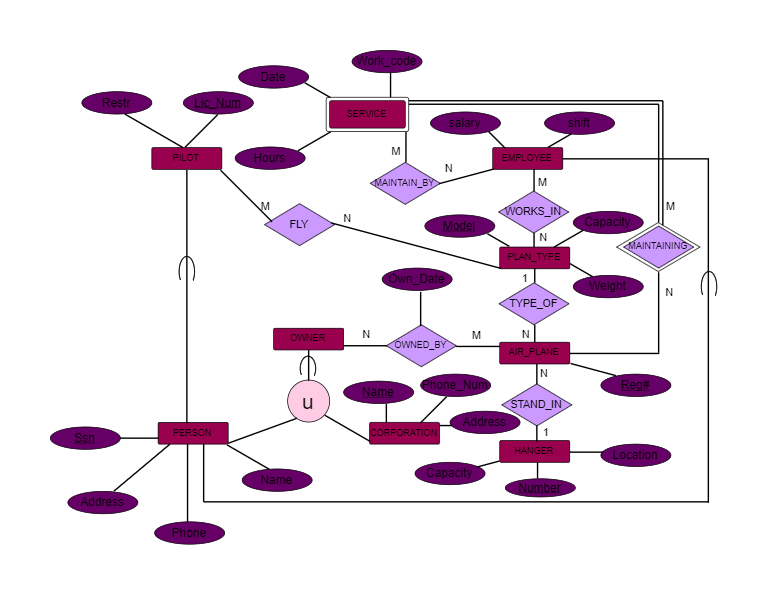 Work_code
Date
Restr
Lic_Num
SERVICE
salary
shift
M
Hours
PILOT
EMPLOYEE
N
MAINTAIN_BY
M
M
M
WORKS_IN
FLY
N
Model
Capacity
N
MAINTAINING
PLAN_TYPE
1
Own_Date
Weight
N
TYPE_OF
N
M
N
OWNER
OWNED_BY
AIR_PLANE
N
Reg#
Name
Phone_Num
u
STAND_IN
Address
PERSON
CORPORATION
1
Ssn
HANGER
Location
Capacity
Name
Number
Address
Phone